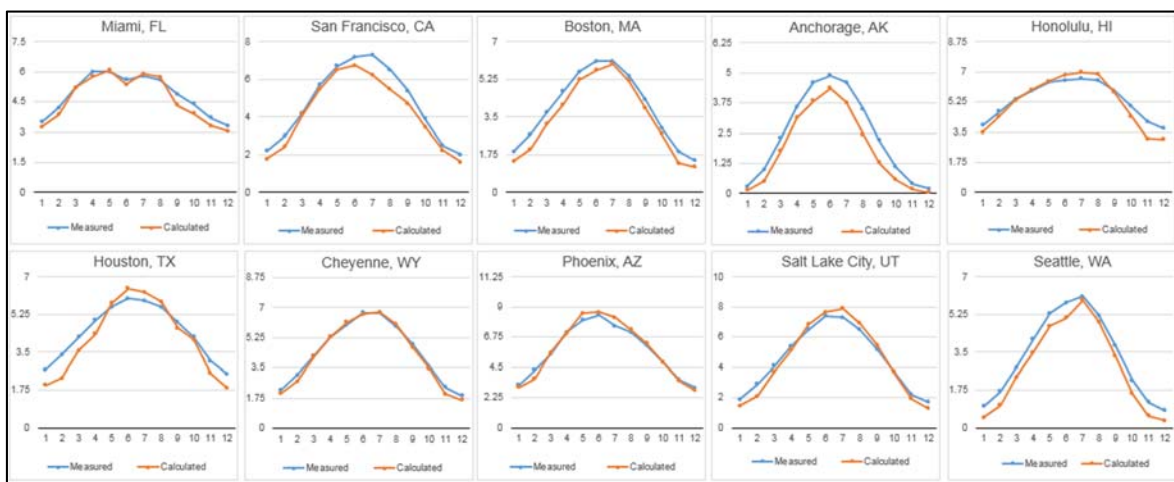 Miami, FL
7.5
6
4.5
3
1.5
0
1 2 3 4 5 6 7 8 9 10 11 12
Measured Calculated
San Francisco, CA
8
6
4
2
0
1 2 3 4 5 6 7 8 9 10 11 12
Measured Calculated
Boston, MA
7
5.25
3.5
1.75
0
1 2 3 4 5 6 7 8 9 10 11 12
Measured Calculated
Anchorage, AK
6.25
5
3.75
2.5
1.25
0
1 2 3 4 5 6 7 8 9 10 11 12
Measured Calculated
Honolulu, HI
8.75
7
5.25
3.5
1.75
0
1 2 3 4 5 6 7 8 9 10 11 12
Measured Calculated
Houston, TX
7
5.25
3.5
1.75
0
1 2 3 4 5 6 7 8 9 10 11 12
Measured Calculated
Cheyenne, WY
8.75
7
5.25
3.5
1.75
0
1 2 3 4 5 6 7 8 9 10 11 12
Measured Calculated
Phoenix, AZ
11.25
9
6.75
4.5
2.25
0
1 2 3 4 5 6 7 8 9 10 11 12
Measured Calculated
Salt Lake City, UT
10
8
6
4
2
0
1 2 3 4 5 6 7 8 9 10 11 12
Measured Calculated
Seattle, WA
7
5.25
3.5
1.75
0
1 2 3 4 5 6 7 8 9 10 11 12
Measured Calculated